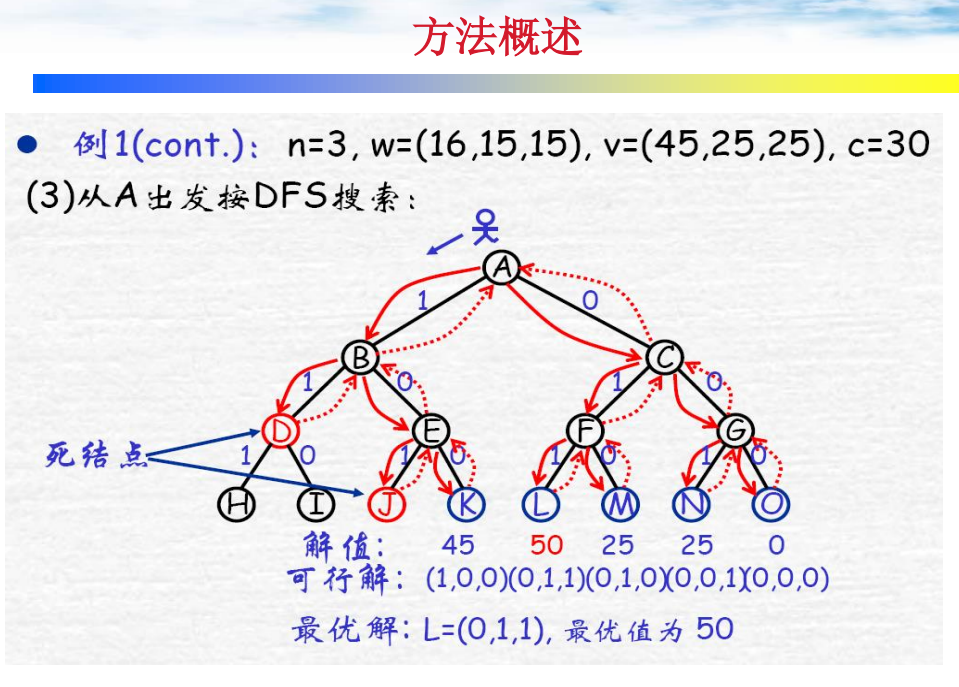 方法概述
● 例1(cont.): n=3, w=(16,15,15), v=(45,25,25), c=30
(3)从A出发按DFS搜索:
A
1 0
B C
1 0 1 0
D E F G
死结点 1 0 1 0 1 0 1 0
H I J K L M N O
解值: 45 50 25 25 0
可行解: (1,0,0)(0,1,1)(0,1,0)(0,0,1)(0,0,0)
最优解: L=(0,1,1), 最优值为 50